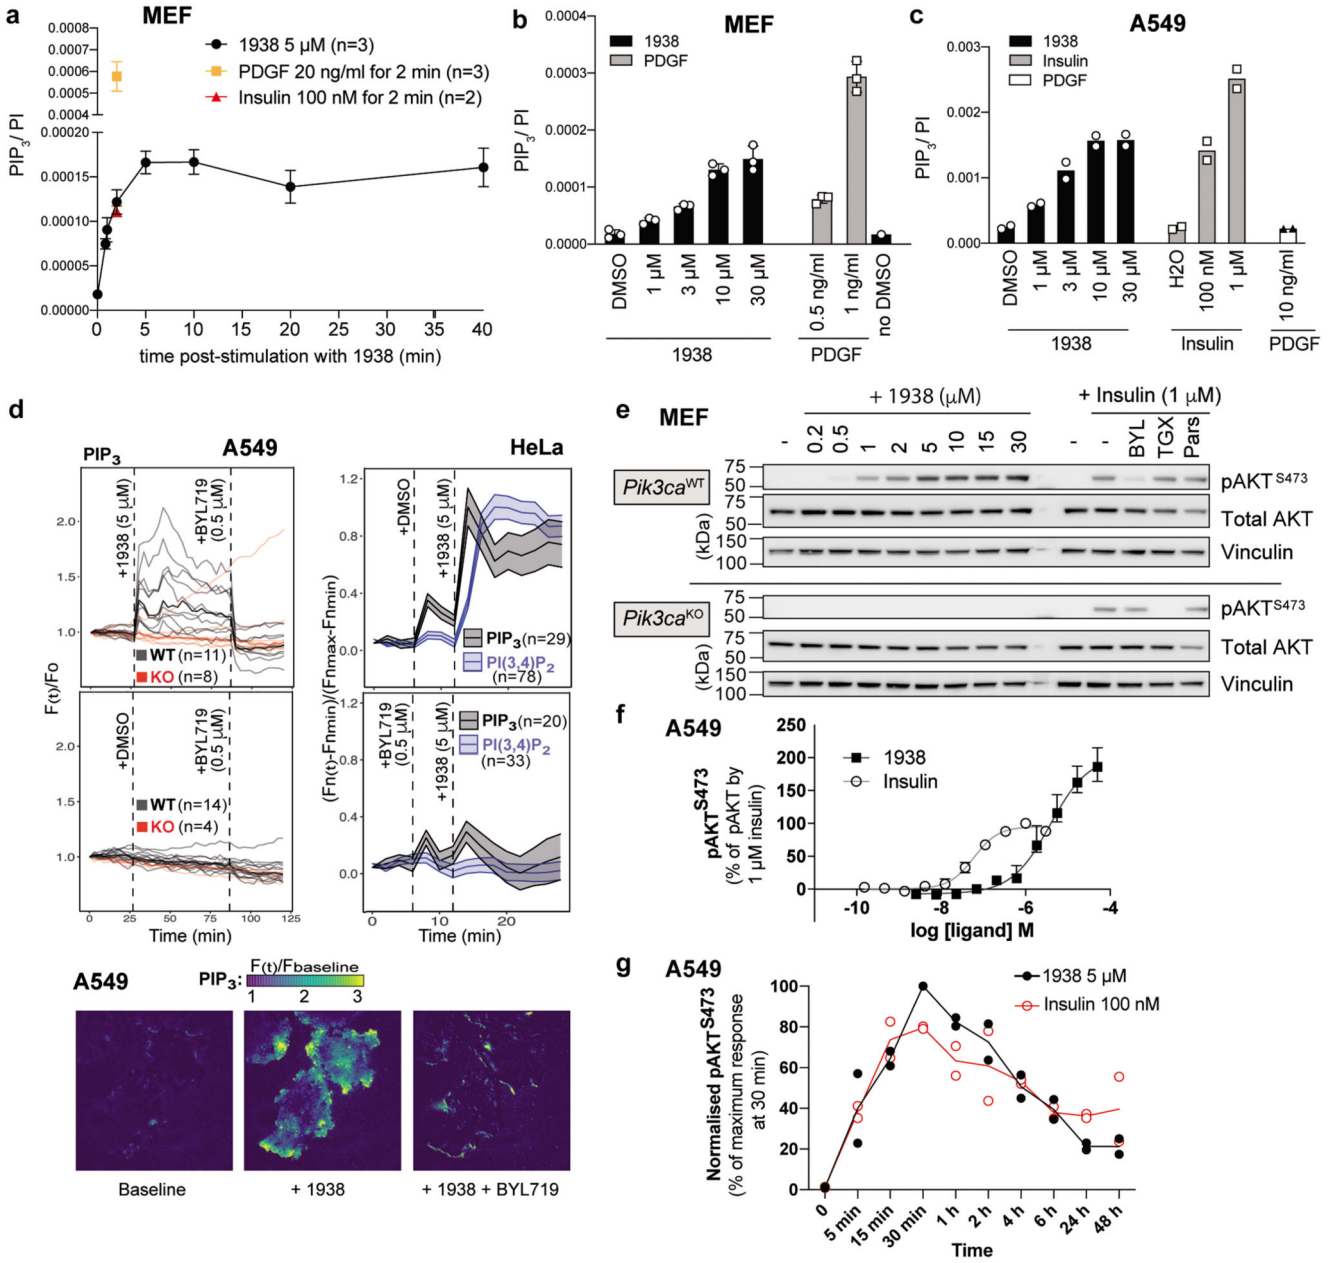 a
MEF
0.0008
0.0007
0.0006
0.0005
0.0004
0.00020
0.00015
0.00010
0.00005
0.00000
PIP3/ PI
1938 5 µM (n=3)
PDGF 20 ng/ml for 2 min (n=3)
Insulin 100 nM for 2 min (n=2)
0 5 10 15 20 25 30 35 40
time post-stimulation with 1938 (min)
b
MEF
1938
PDGF
0.0004
0.0003
0.0002
0.0001
0.0000
PIP3/ PI
DMSO 1 µM 3 µM 10 µM 30 µM 0.5 ng/ml 1 ng/ml no DMSO
1938 PDGF
c
A549
1938
Insulin
PDGF
0.003
0.002
0.001
0.000
PIP3/ PI
DMSO 1 µM 3 µM 10 µM 30 µM H2O 100 nM 1 µM 10 ng/ml
1938 Insulin PDGF
d
A549
PIP3
+1938 (5 µM)
+BYL719 (0.5 µM)
2.0
1.5
1.0
WT (n=11)
KO (n=8)
F(t)/F0
+DMSO
+BYL719 (0.5 µM)
2.0
1.5
1.0
WT (n=14)
KO (n=4)
0 25 50 75 100 125
Time (min)
HeLa
+DMSO
+1938 (5 µM)
1.2
0.8
0.4
0.0
PIP3 (n=29)
PI(3,4)P2
(n=78)
(Fn(t)-Fnmin)/(Fnmax-Fnmin)
+BYL719 (0.5 µM)
+1938 (5 µM)
1.2
0.8
0.4
0.0
PIP3(n=20)
PI(3,4)P2
(n=33)
0 10 20
Time (min)
A549
PIP3:
F(t)/Fbaseline
1 2 3
Baseline
+ 1938
+ 1938 + BYL719
e
MEF
+ 1938 (µM)
+ Insulin (1 µM)
- 0.2 0.5 1 2 5 10 15 30 - - BYL TGX Pars
Pik3caWT
(kDa)
75
50
pAKTS473
75
50
Total AKT
150
100
Vinculin
Pik3caKO
(kDa)
75
50
pAKTS473
75
50
Total AKT
150
100
Vinculin
f
A549
1938
Insulin
250
200
150
100
50
0
pAKTS473
(% of pAKT by
1 µM insulin)
-10 -8 -6 -4
log [ligand] M
g
A549
1938 5 µM
Insulin 100 nM
100
80
60
40
20
0
Normalised pAKTS473
(% of maximum response
at 30 min)
0 5 min 15 min 30 min 1 h 2 h 4 h 6 h 24 h 48 h
Time